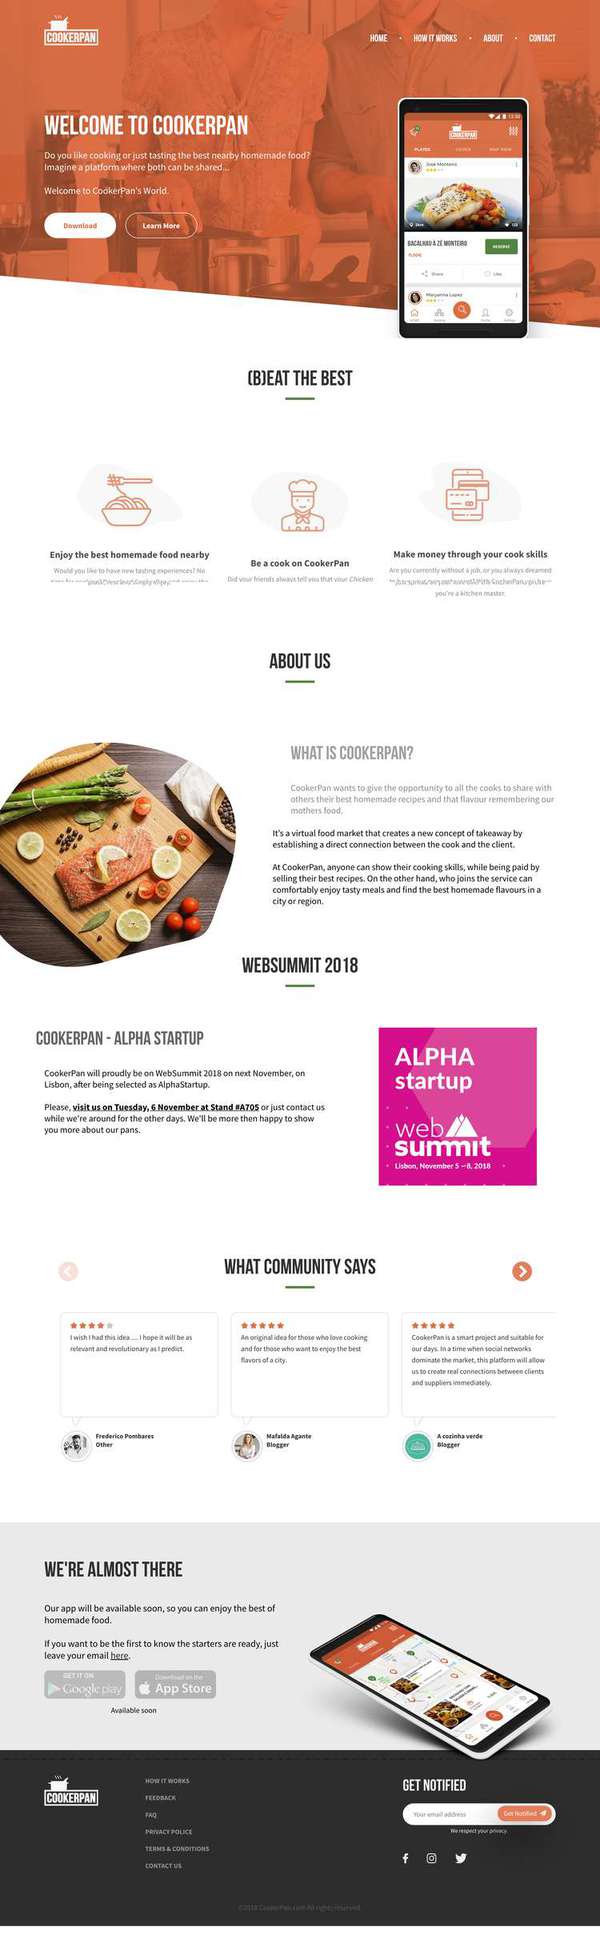 COOKERPAN
HOME • HOW IT WORKS • ABOUT • CONTACT
WELCOME TO COOKERPAN
Do you like cooking or just tasting the best nearby homemade food?
Imagine a platform where both can be shared...
Welcome to CookerPan's World.
Download
Learn More
12:30
COOKERPAN
PLATES
COOKS
MAP VIEW
José Monteiro
BACALHAU À ZÉ MONTEIRO
RESERVE
Share
Like
Maryanna Lopez
(B)EAT THE BEST
Enjoy the best homemade food nearby
Would you like to have new tasting experiences? No
Be a cook on CookerPan
Did your friends always tell you that your Chicken
Make money through your cook skills
Are you currently without a job, or you always dreamed
you're a kitchen master.
ABOUT US
WHAT IS COOKERPAN?
CookerPan wants to give the opportunity to all the cooks to share with
others their best homemade recipes and that flavour remembering our
mothers food.
It's a virtual food market that creates a new concept of takeaway by
establishing a direct connection between the cook and the client.
At CookerPan, anyone can show their cooking skills, while being paid by
selling their best recipes. On the other hand, who joins the service can
comfortably enjoy tasty meals and find the best homemade flavours in a
city or region.
WEBSUMMIT 2018
COOKERPAN - ALPHA STARTUP
CookerPan will proudly be on WebSummit 2018 on next November, on
Lisbon, after being selected as AlphaStartup.
Please, visit us on Tuesday, 6 November at Stand #A705 or just contact us
while we're around for the other days. We'll be more then happy to show
you more about our pans.
ALPHA
startup
web
summit
Lisbon, November 5 – 8, 2018
WHAT COMMUNITY SAYS
I wish I had this idea .... I hope it will be as
relevant and revolutionary as I predict.
Frederico Pombares
Other
An original idea for those who love cooking
and for those who want to enjoy the best
flavors of a city.
Mafalda Agante
Blogger
CookerPan is a smart project and suitable for
our days. In a time when social networks
dominate the market, this platform will allow
us to create real connections between clients
and suppliers immediately.
A cozinha verde
Blogger
WE'RE ALMOST THERE
Our app will be available soon, so you can enjoy the best of
homemade food.
If you want to be the first to know the starters are ready, just
leave your email here.
GET IT ON
Google play
Download on the
App Store
Available soon
COOKERPAN
HOW IT WORKS
FEEDBACK
FAQ
PRIVACY POLICE
TERMS & CONDITIONS
CONTACT US
GET NOTIFIED
Your email address
Get Notified
We respect your privacy.
©2018 CookerPan.com All rights reserved.